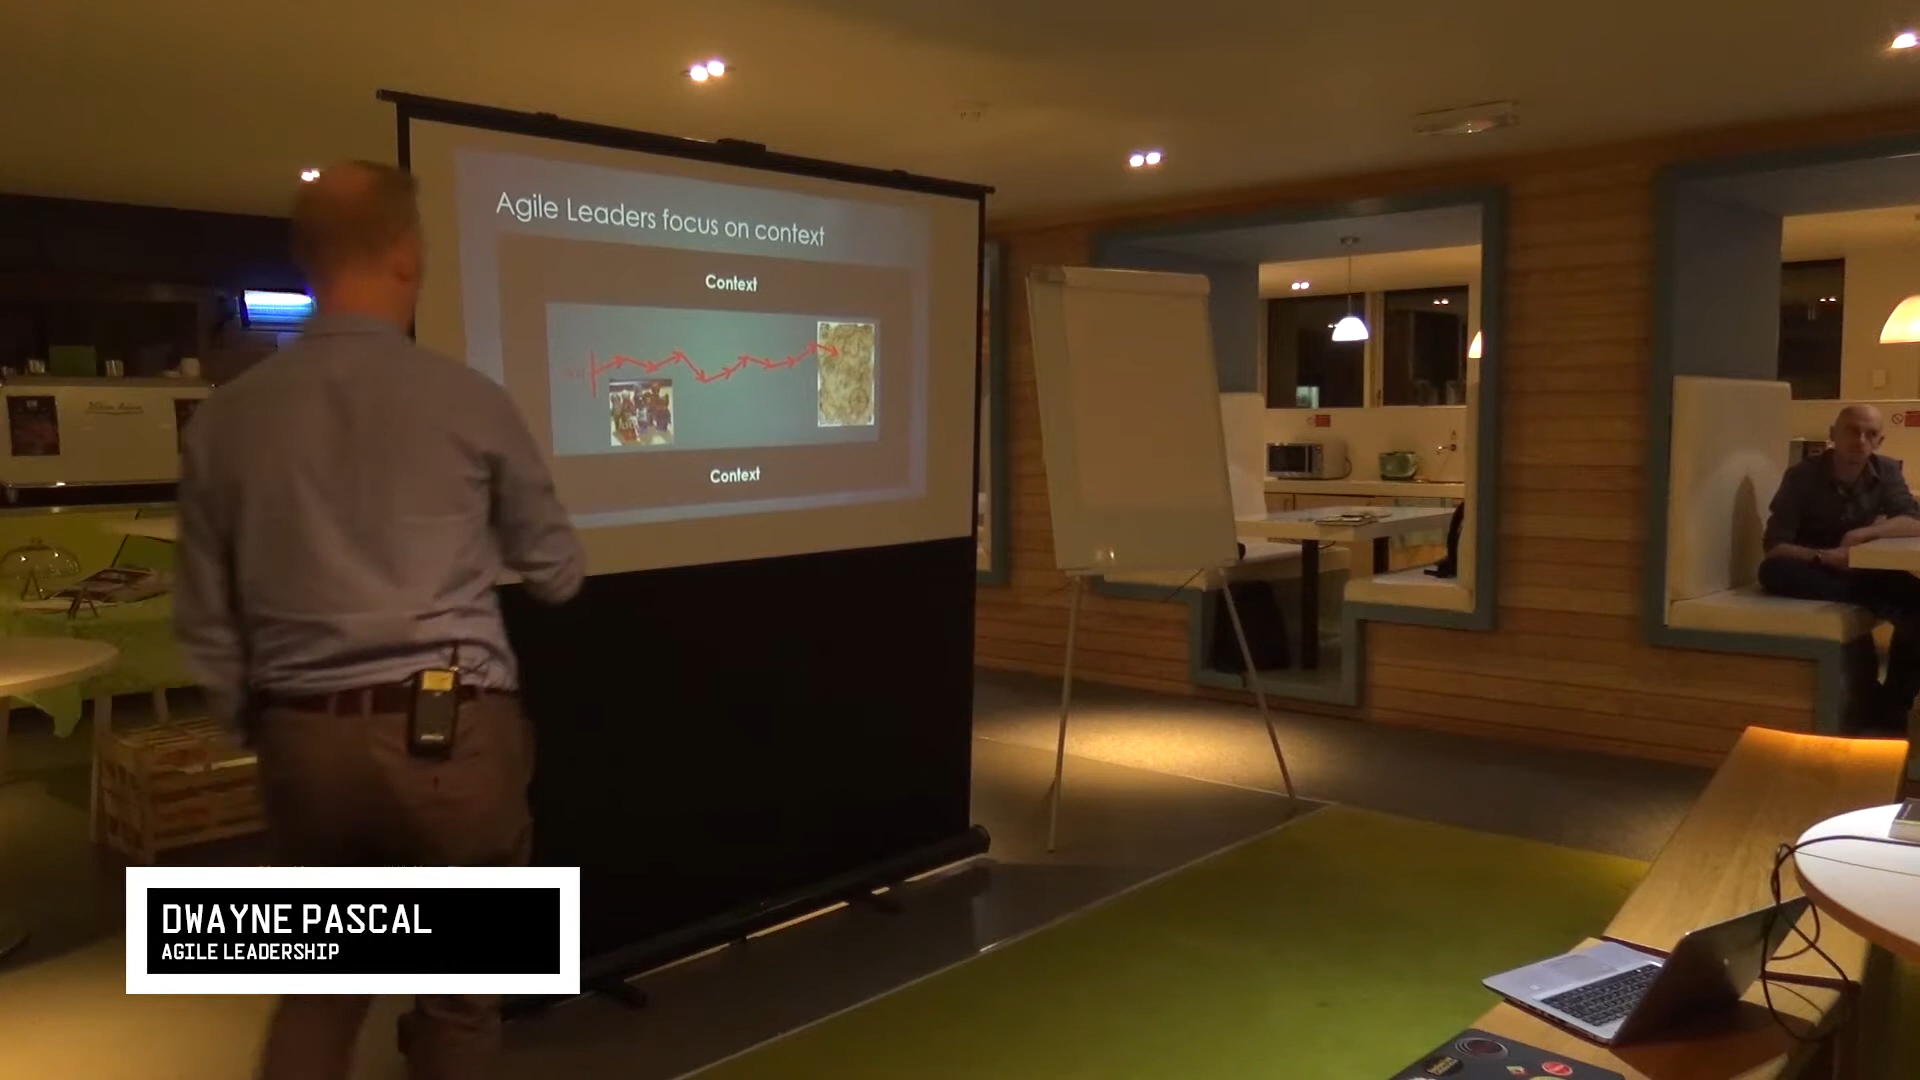 Agile Leaders focus on context
Context
Context
DWAYNE PASCAL
AGILE LEADERSHIP